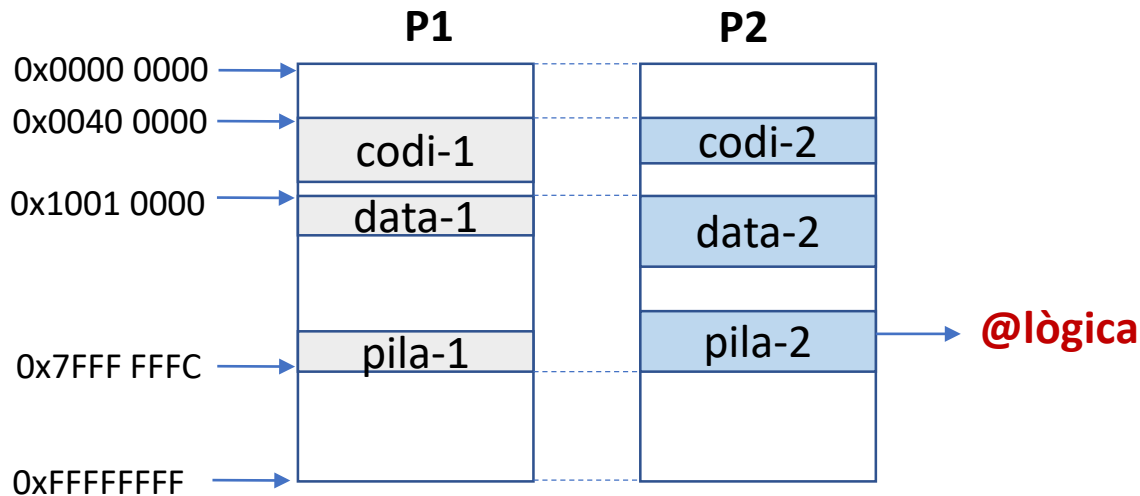 P1 P2
0x0000 0000
0x0040 0000
codi-1 codi-2
0x1001 0000
data-1 data-2
@lògica
pila-1 pila-2
0x7FFF FFFC
0xFFFFFFFF